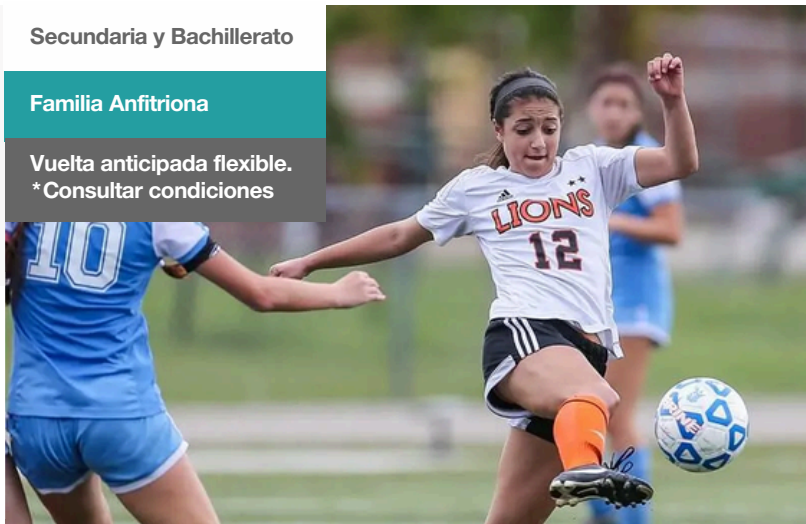 Secundaria y Bachillerato
Familia Anfitriona
Vuelta anticipada flexible.
*Consultar condiciones
10
LIONS
12